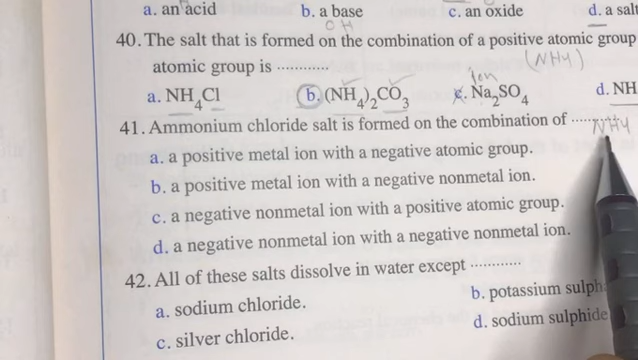 a. an acid b. a base c. an oxide d. a salt
OH
40. The salt that is formed on the combination of a positive atomic group
atomic group is ............ (NH4)
Ion
a. NH4Cl b. (NH4)2CO3 c. Na2SO4 d. NH
41. Ammonium chloride salt is formed on the combination of ...... NH4
a. a positive metal ion with a negative atomic group.
b. a positive metal ion with a negative nonmetal ion.
c. a negative nonmetal ion with a positive atomic group.
d. a negative nonmetal ion with a negative nonmetal ion.
42. All of these salts dissolve in water except ............
a. sodium chloride. b. potassium sulph
c. silver chloride. d. sodium sulphide